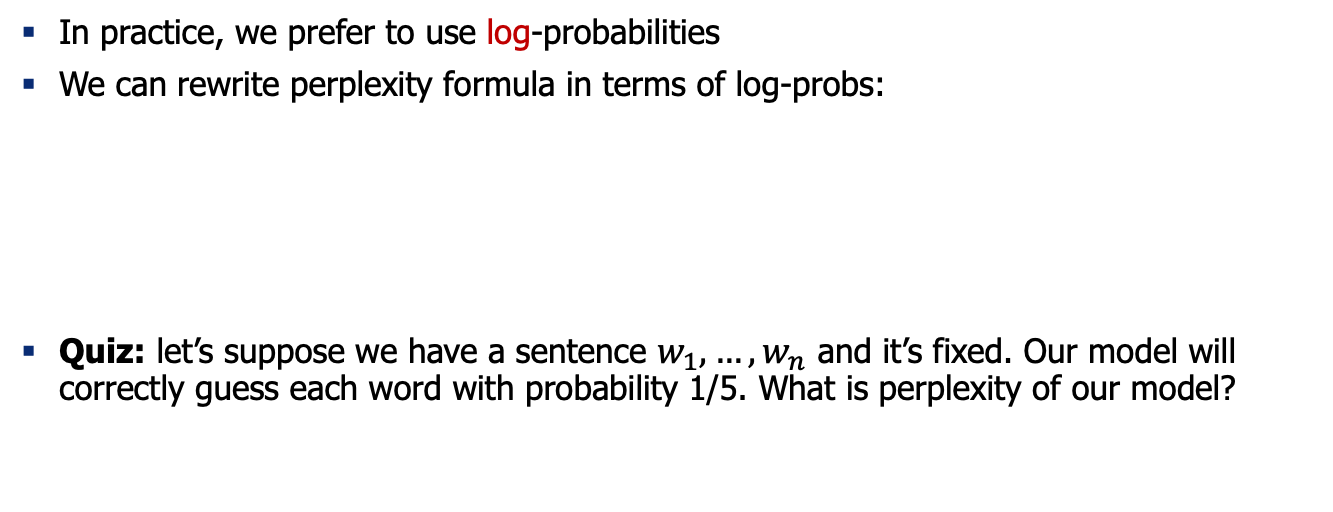 ▪ In practice, we prefer to use log-probabilities
▪ We can rewrite perplexity formula in terms of log-probs:
▪ Quiz: let’s suppose we have a sentence w₁, … , wₙ and it’s fixed. Our model will
correctly guess each word with probability 1/5. What is perplexity of our model?